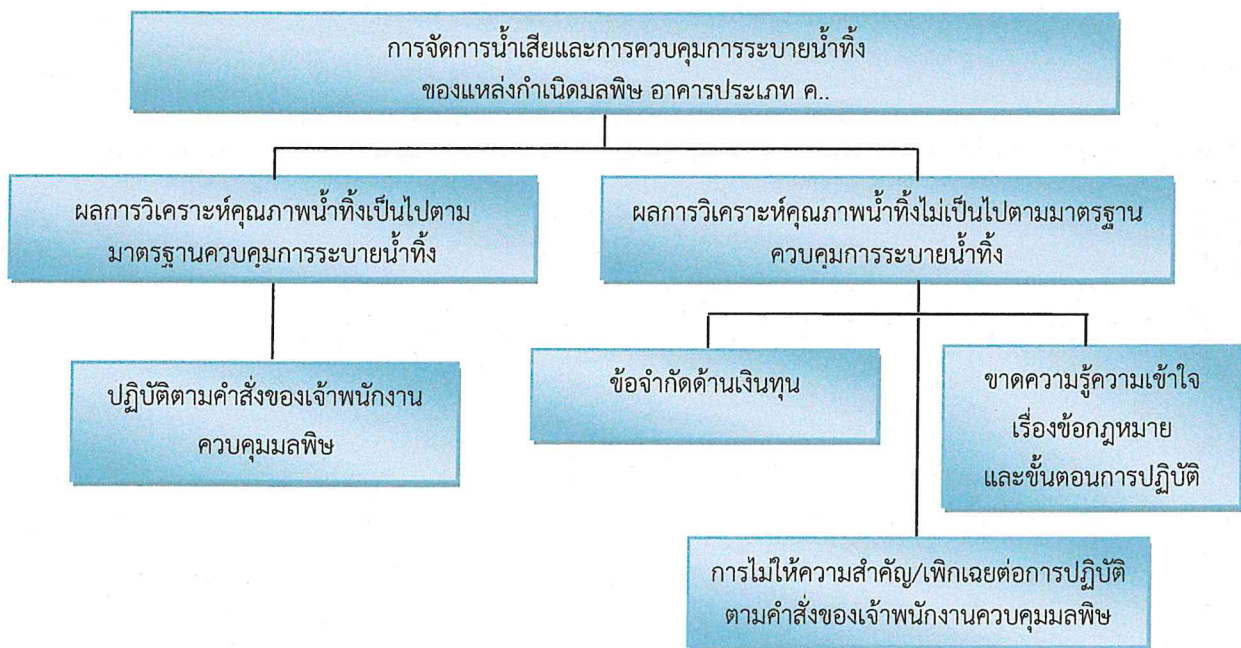 การจัดการน้ำเสียและการควบคุมการระบายน้ำทิ้ง
ของแหล่งกำเนิดมลพิษ อาคารประเภท ค..
ผลการวิเคราะห์คุณภาพน้ำทิ้งเป็นไปตาม
มาตรฐานควบคุมการระบายน้ำทิ้ง
ผลการวิเคราะห์คุณภาพน้ำทิ้งไม่เป็นไปตามมาตรฐาน
ควบคุมการระบายน้ำทิ้ง
ปฏิบัติตามคำสั่งของเจ้าพนักงาน
ควบคุมมลพิษ
ข้อจำกัดด้านเงินทุน
ขาดความรู้ความเข้าใจ
เรื่องข้อกฎหมาย
และขั้นตอนการปฏิบัติ
การไม่ให้ความสำคัญ/เพิกเฉยต่อการปฏิบัติ
ตามคำสั่งของเจ้าพนักงานควบคุมมลพิษ